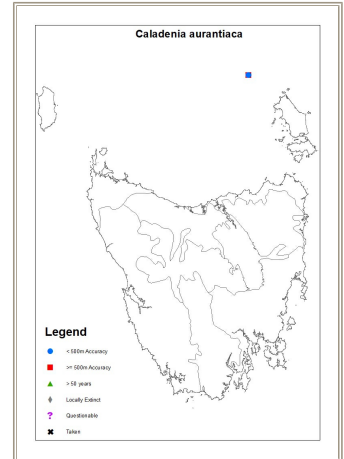 Caladenia aurantiaca
Legend
< 500m Accuracy
>= 500m Accuracy
> 50 years
Locally Extinct
Questionable
Taken